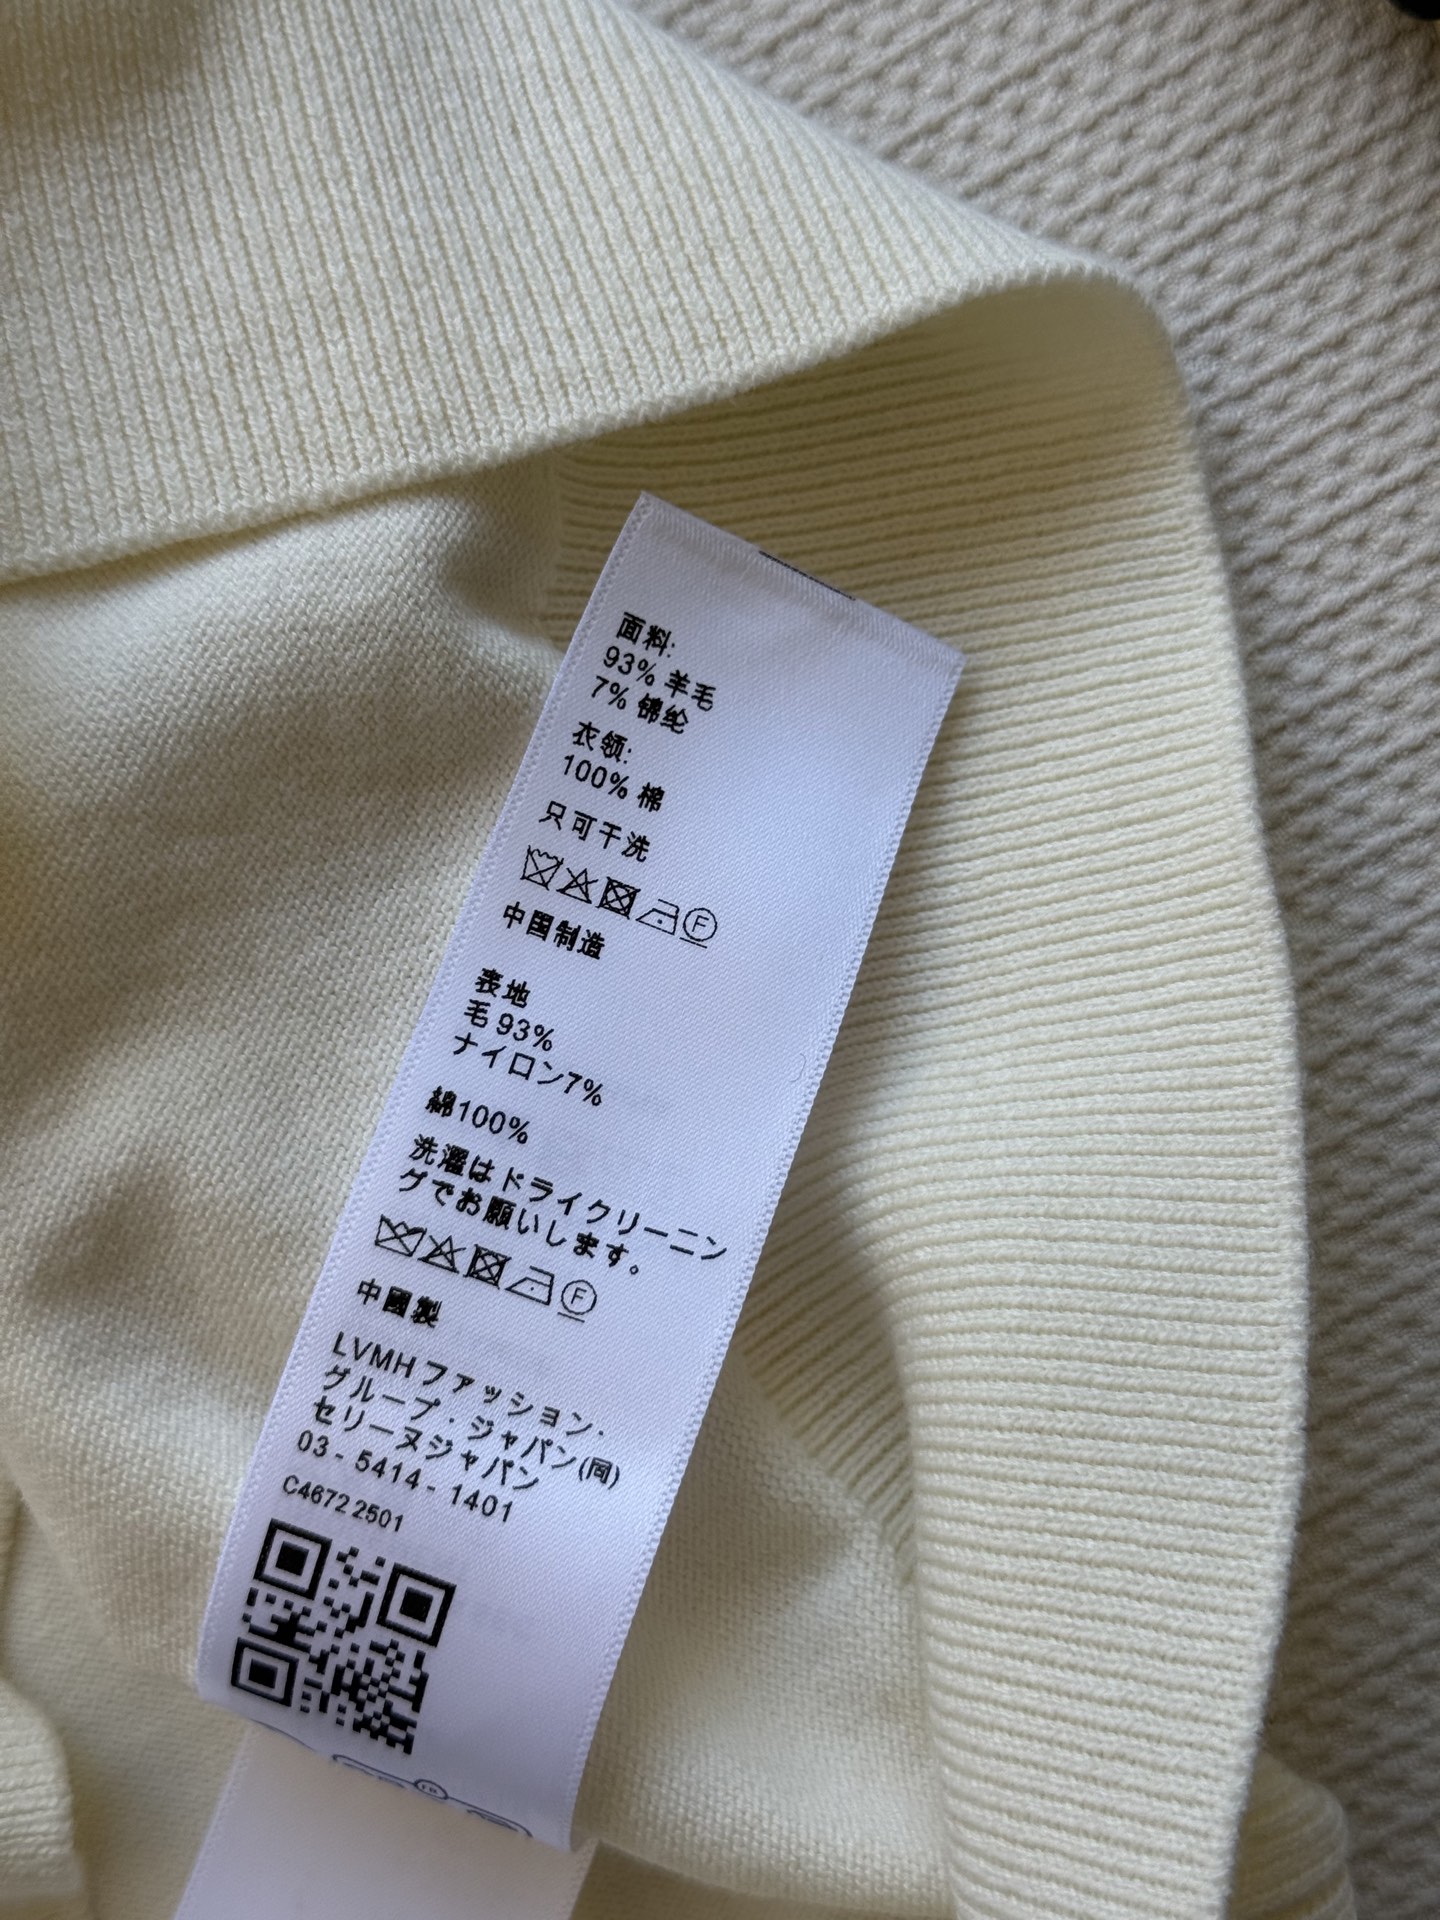 面料:
93% 羊毛
7% 锦纶
衣领:
100% 棉
只可干洗
F
中国制造
表地
毛 93%
ナイロン7%
綿100%
洗濯はドライクリーニン
グでお願いします。
F
中國製
LVMH ファッション·
グループ · ジャパン(同)
セリーヌジャパン
03 - 5414 - 1401
C4672 2501